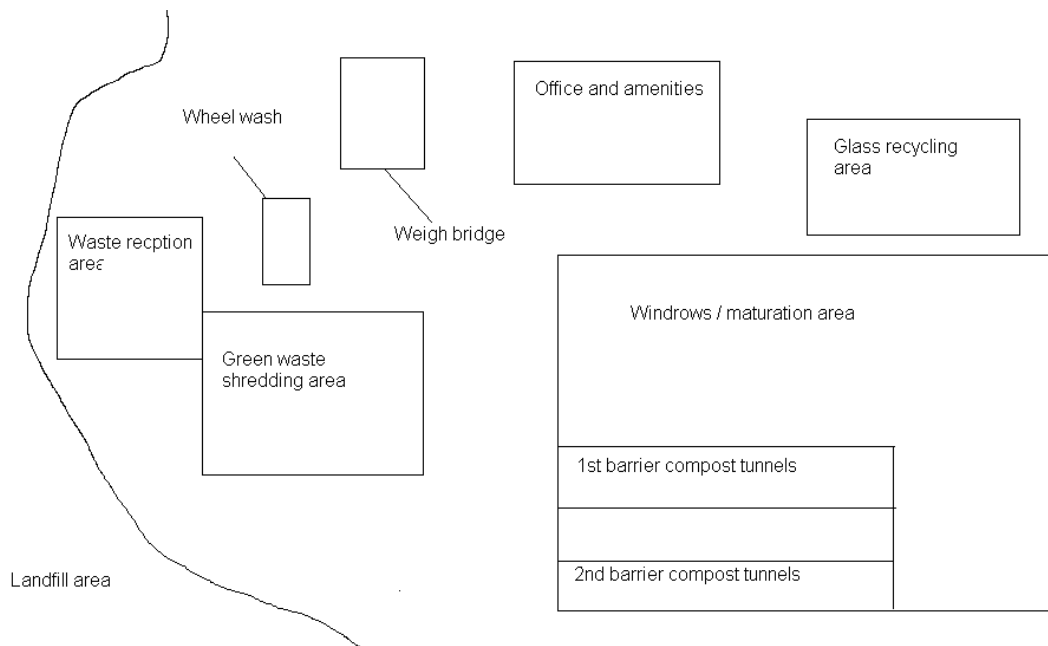 Office and amenities
Wheel wash
Glass recycling
area
Weigh bridge
Waste recption
area
Windrows / maturation area
Green waste
shredding area
1st barrier compost tunnels
2nd barrier compost tunnels
Landfill area